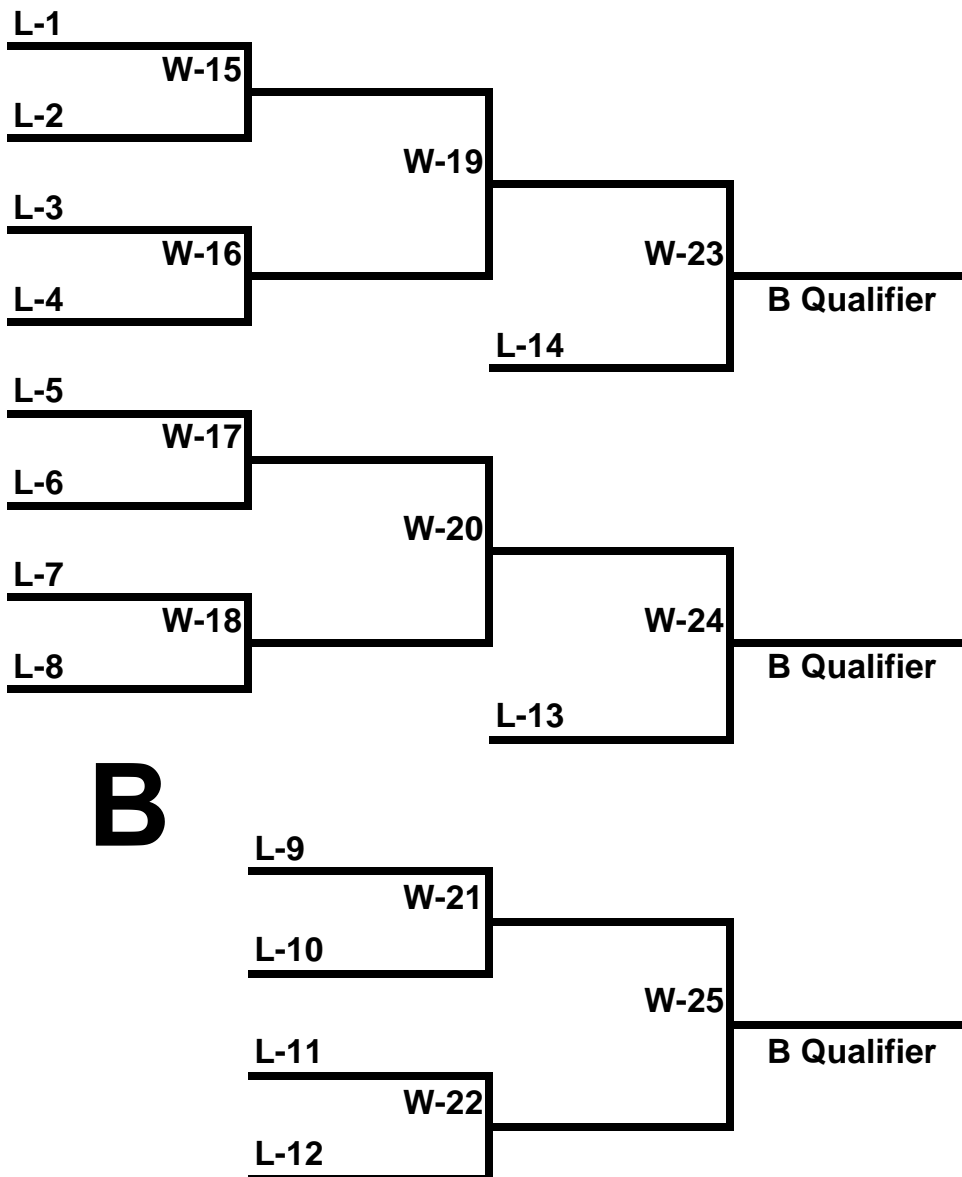 L-1
W-15
L-2
W-19
L-3
W-16
W-23
L-4
B Qualifier
L-14
L-5
W-17
L-6
W-20
L-7
W-18
W-24
L-8
B Qualifier
L-13
B
L-9
W-21
L-10
W-25
L-11
B Qualifier
W-22
L-12